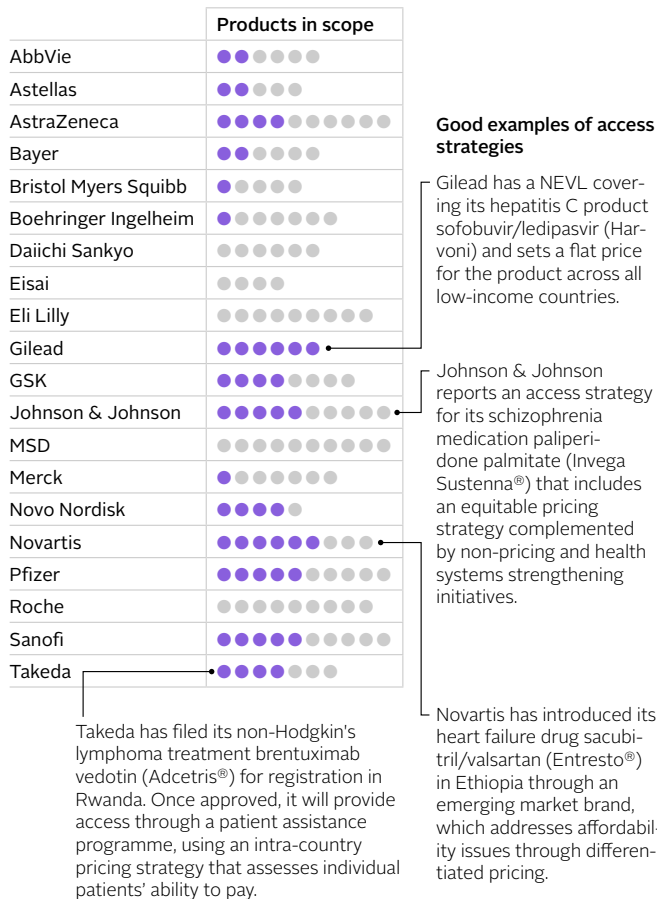 Products in scope
AbbVie
Astellas
AstraZeneca
Bayer
Bristol Myers Squibb
Boehringer Ingelheim
Daiichi Sankyo
Eisai
Eli Lilly
Gilead
GSK
Johnson & Johnson
MSD
Merck
Novo Nordisk
Novartis
Pfizer
Roche
Sanofi
Takeda
Good examples of access
strategies
Gilead has a NEVL cover-
ing its hepatitis C product
sofobuvir/ledipasvir (Har-
voni) and sets a flat price
for the product across all
low-income countries.
Johnson & Johnson
reports an access strategy
for its schizophrenia
medication paliperi-
done palmitate (Invega
Sustenna®) that includes
an equitable pricing
strategy complemented
by non-pricing and health
systems strengthening
initiatives.
Novartis has introduced its
heart failure drug sacubi-
tril/valsartan (Entresto®)
in Ethiopia through an
emerging market brand,
which addresses affordabil-
ity issues through differen-
tiated pricing.
Takeda has filed its non-Hodgkin's
lymphoma treatment brentuximab
vedotin (Adcetris®) for registration in
Rwanda. Once approved, it will provide
access through a patient assistance
programme, using an intra-country
pricing strategy that assesses individual
patients' ability to pay.